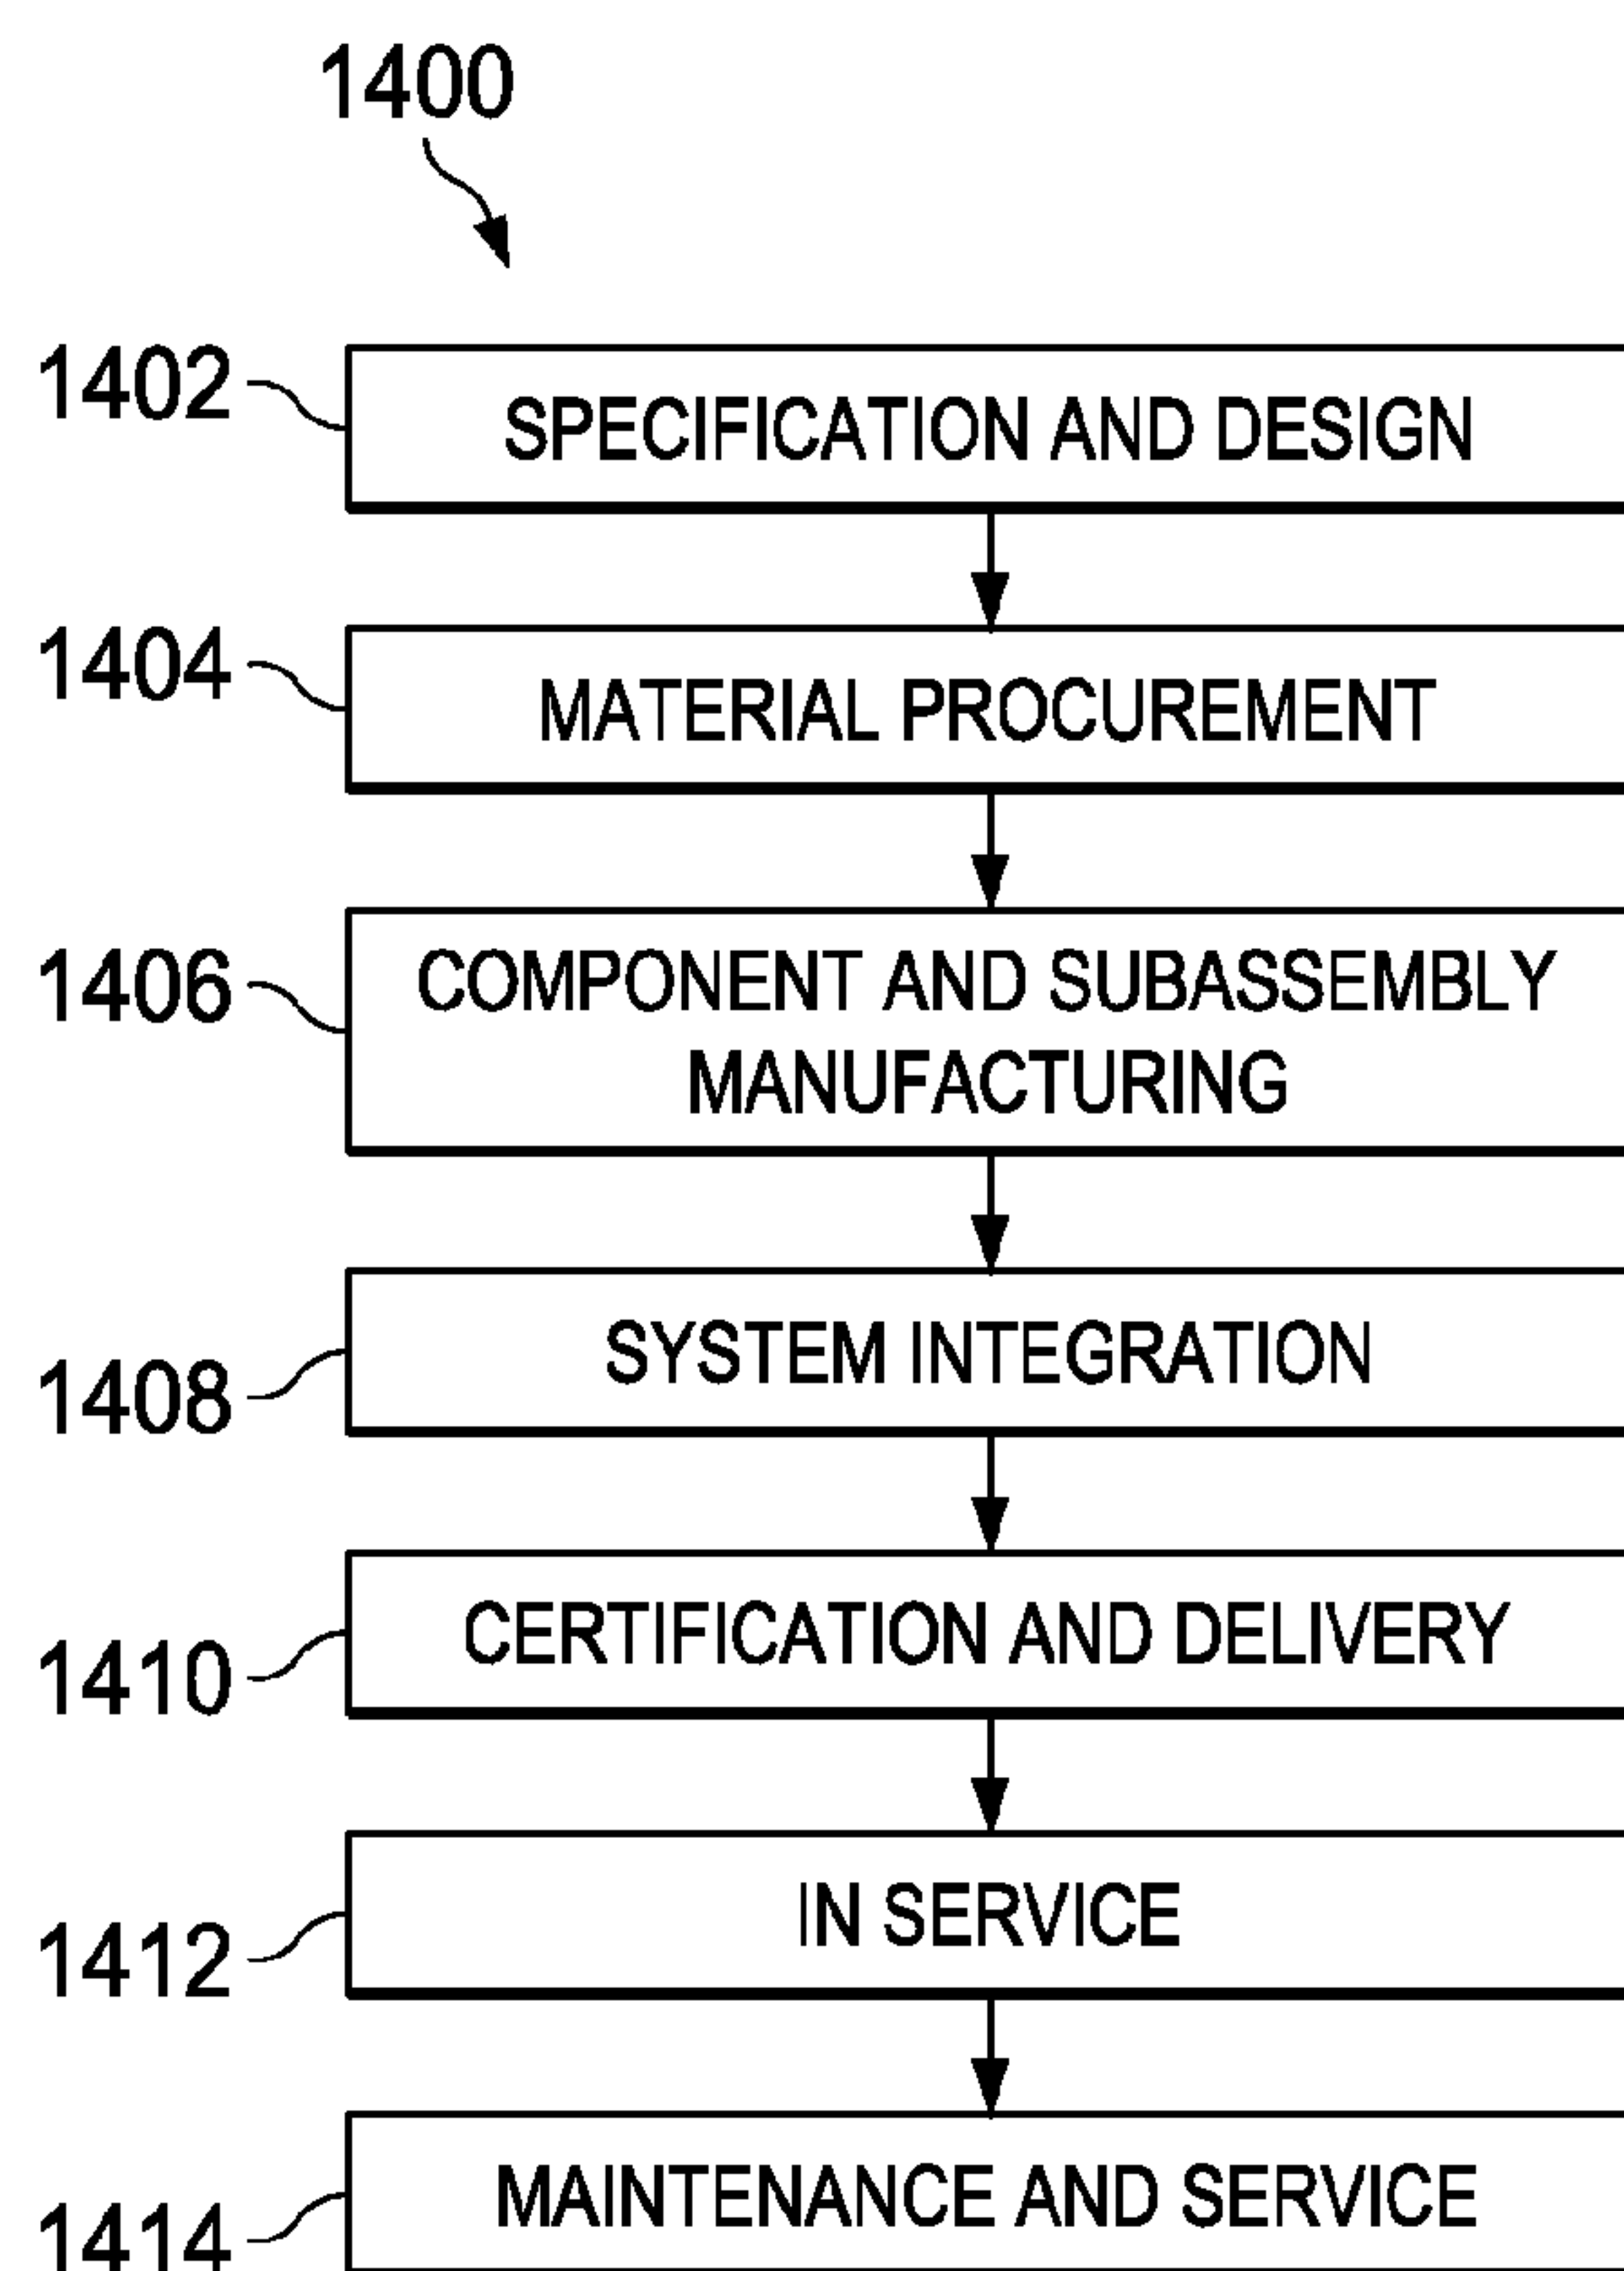 1400
1402
SPECIFICATION AND DESIGN
1404
MATERIAL PROCUREMENT
1406
COMPONENT AND SUBASSEMBLY
MANUFACTURING
1408
SYSTEM INTEGRATION
1410
CERTIFICATION AND DELIVERY
1412
IN SERVICE
1414
MAINTENANCE AND SERVICE